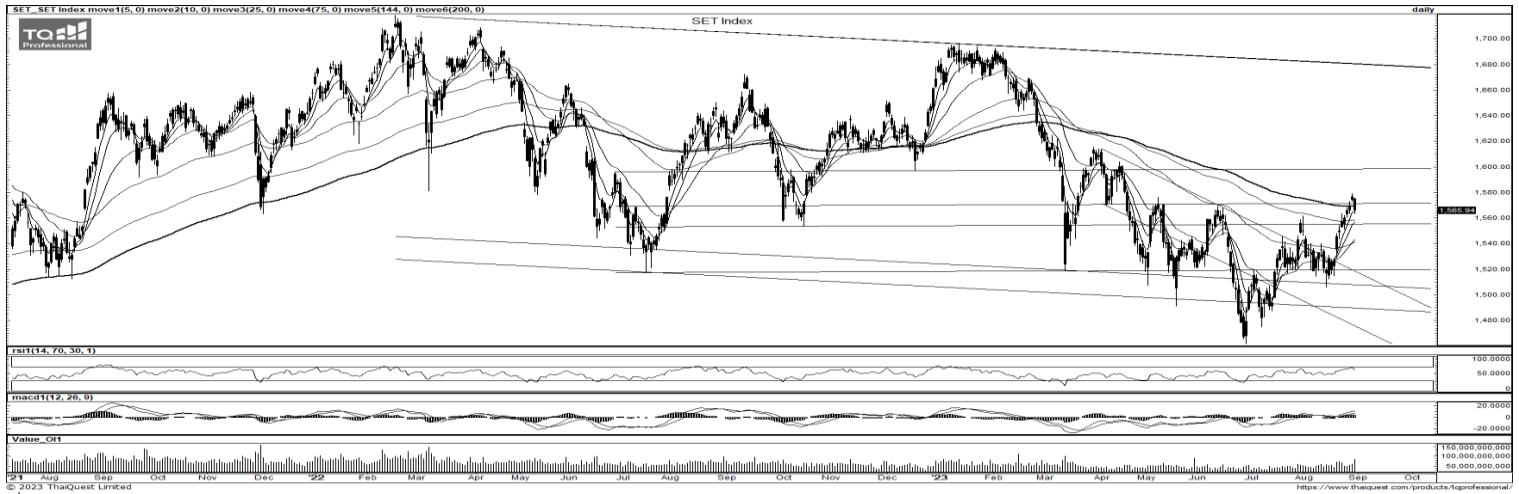 SET_SET Index move1(5, 0) move2(10, 0) move3(25, 0) move4(75, 0) move5(144, 0) move6(200, 0) daily
SET Index
TQ
Professional
1,700.00
1,680.00
1,660.00
1,640.00
1,620.00
1,600.00
1,580.00
1,565.94
1,560.00
1,540.00
1,520.00
1,500.00
1,480.00
rsi1(14, 70, 30, 1)
100.0000
50.0000
0
macd1(12, 26, 9)
20.0000
-20.0000
Value_OI1
150,000,000,000
100,000,000,000
50,000,000,000
'21 Aug Sep Oct Nov Dec '22 Feb Mar Apr May Jun Jul Aug Sep Oct Nov Dec '23 Feb Mar Apr May Jun Jul Aug Sep Oct
© 2023 ThaiQuest Limited https://www.thaiquest.com/products/tqprofessional/